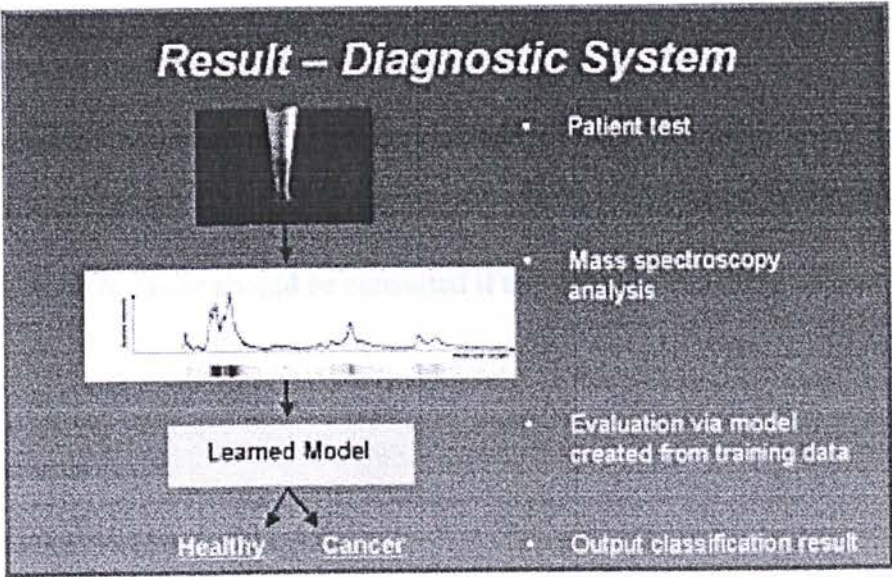 Result – Diagnostic System
• Patient test
• Mass spectroscopy
analysis
• Evaluation via model
created from training data
Learned Model
Healthy Cancer
• Output classification result